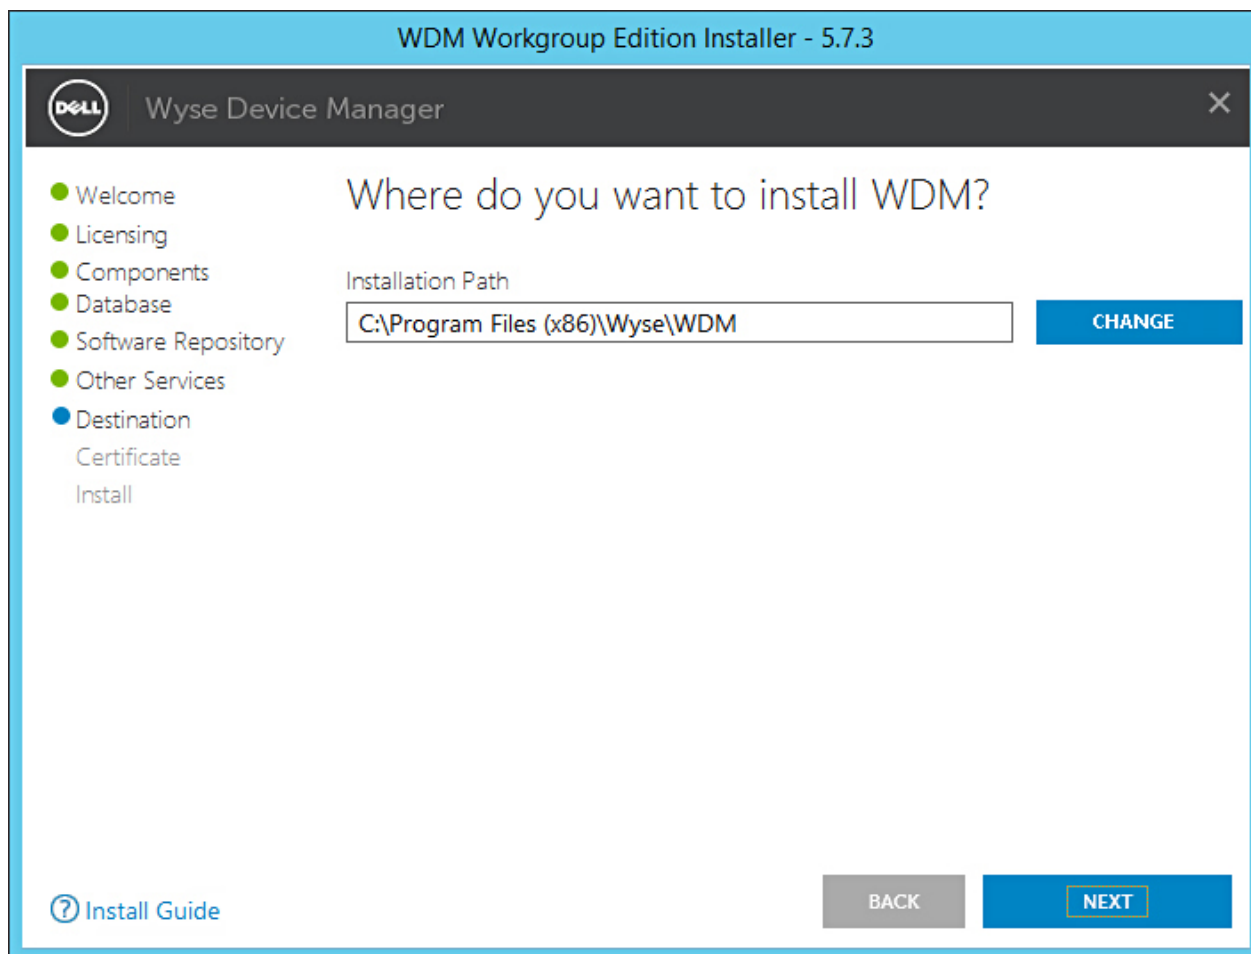 WDM Workgroup Edition Installer - 5.7.3
DELL
Wyse Device Manager
Welcome
Licensing
Components
Database
Software Repository
Other Services
Destination
Certificate
Install
Where do you want to install WDM?
Installation Path
C:\Program Files (x86)\Wyse\WDM
CHANGE
? Install Guide
BACK
NEXT